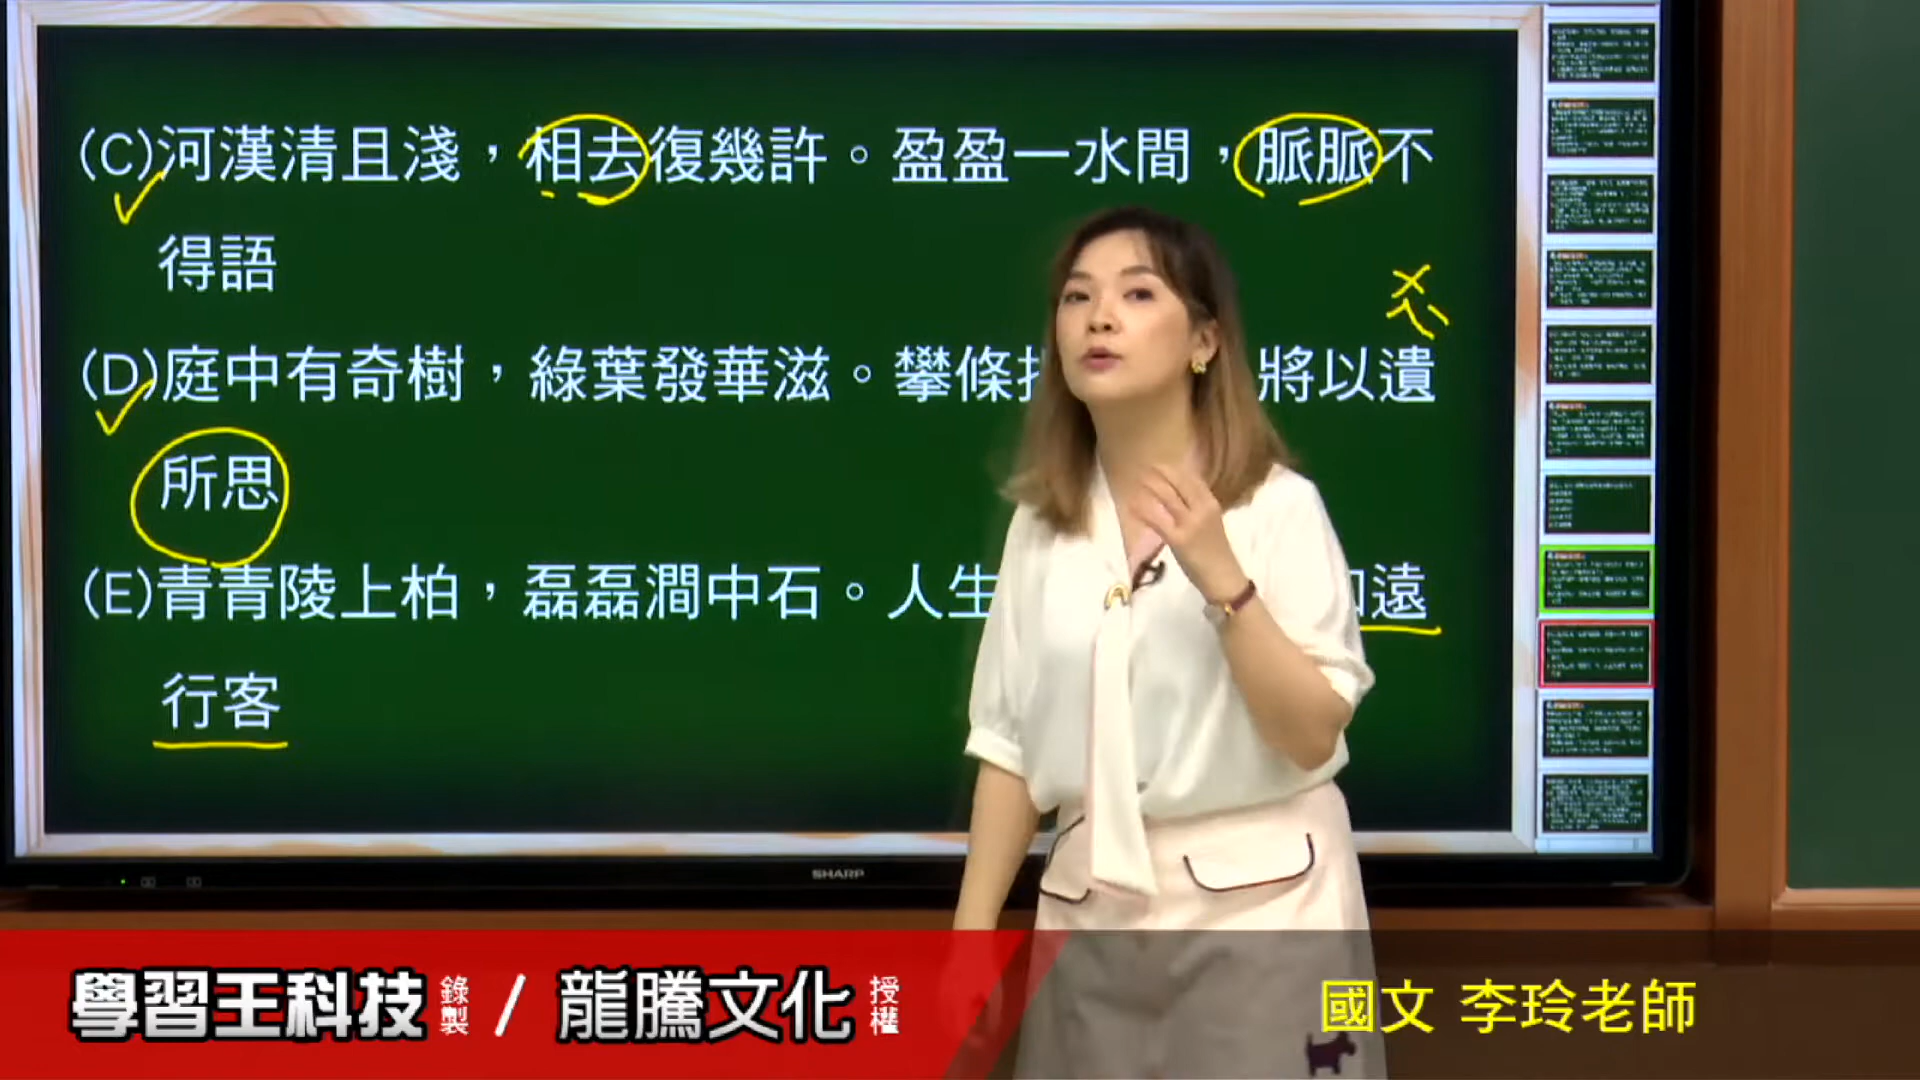 (C)河漢清且淺，相去復幾許。盈盈一水間，脈脈不
得語
(D)庭中有奇樹，綠葉發華滋。攀條 將以遺
ㄨㄟˋ
所思
(E)青青陵上柏，磊磊澗中石。人生 遠
行客
SHARP
學習王科技 錄製 / 龍騰文化 授權
國文 李玲老師